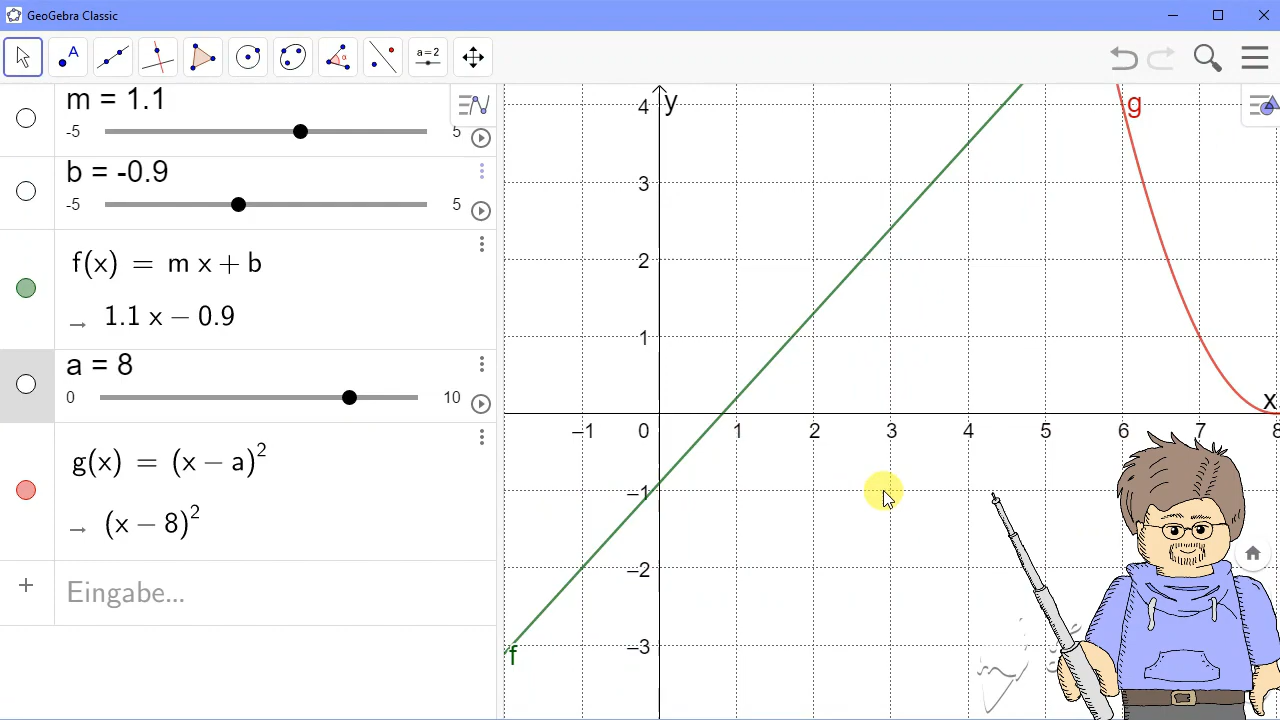 GeoGebra Classic
A
α
a=2
m = 1.1
-5
5
b = -0.9
-5
5
f(x) = m x + b
→ 1.1 x − 0.9
a = 8
0
10
g(x) = (x − a)²
→ (x − 8)²
+ Eingabe...
y
g
x
f
4
3
2
1
−1
−2
−3
−1 0 1 2 3 4 5 6 7 8